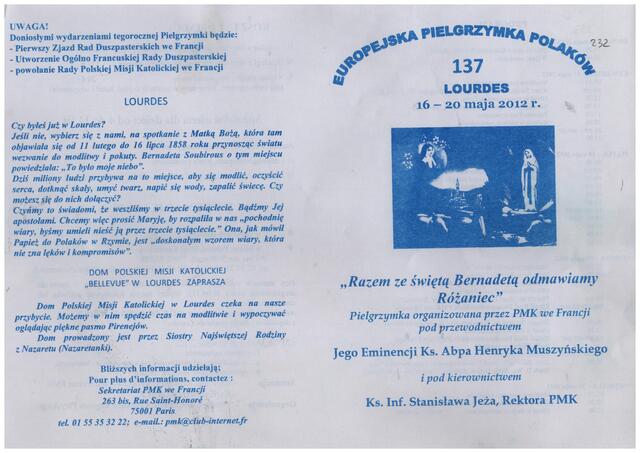 UWAGA!
Doniosłymi wydarzeniami tegorocznej Pielgrzymki będzie:
- Pierwszy Zjazd Rad Duszpasterskich we Francji
- Utworzenie Ogólno Francuskiej Rady Duszpasterskiej
- powołanie Rady Polskiej Misji Katolickiej we Francji
LOURDES
Czy byłeś już w Lourdes?
Jeśli nie, wybierz się z nami, na spotkanie z Matką Bożą, która tam
objawiała się od 11 lutego do 16 lipca 1858 roku przynosząc światu
wezwanie do modlitwy i pokuty. Bernadeta Soubirous o tym miejscu
powiedziała: „To było moje niebo".
Dziś miliony ludzi przybywa na to miejsce, aby się modlić, oczyścić
serca, dotknąć skały, umyć twarz, napić się wody, zapalić świecę. Czy
możesz się do nich dołączyć?
Czyńmy to świadomi, że weszliśmy w trzecie tysiąclecie. Bądźmy Jej
apostołami. Chcemy więc prosić Maryję, by rozpaliła w nas „pochodnię
wiary, byśmy umieli nieść ją przez trzecie tysiąclecie." Ona, jak mówił
Papież do Polaków w Rzymie, jest „doskonałym wzorem wiary, która
nie zna lęków i kompromisów".
DOM POLSKIEJ MISJI KATOLICKIEJ
„BELLEVUE" W LOURDES ZAPRASZA
Dom Polskiej Misji Katolickiej w Lourdes czeka na nasze
przybycie. Możemy w nim spędzić czas na modlitwie i wypoczywać
oglądając piękne pasmo Pirenejów.
Dom prowadzony jest przez Siostry Najświętszej Rodziny
z Nazaretu (Nazaretanki).
Bliższych informacji udzielają:
Pour plus d'informations, contacter :
Sekretariat PMK we Francji
263 bis, Rue Saint-Honoré
75001 Paris
tel. 01 55 35 32 22; e-mail.: pmk@club-internet.fr
232
EUROPEJSKA PIELGRZYMKA POLAKÓW
137
LOURDES
16 – 20 maja 2012 r.
„Razem ze świętą Bernadetą odmawiamy
Różaniec"
Pielgrzymka organizowana przez PMK we Francji
pod przewodnictwem
Jego Eminencji Ks. Abpa Henryka Muszyńskiego
i pod kierownictwem
Ks. Inf. Stanisława Jeża, Rektora PMK